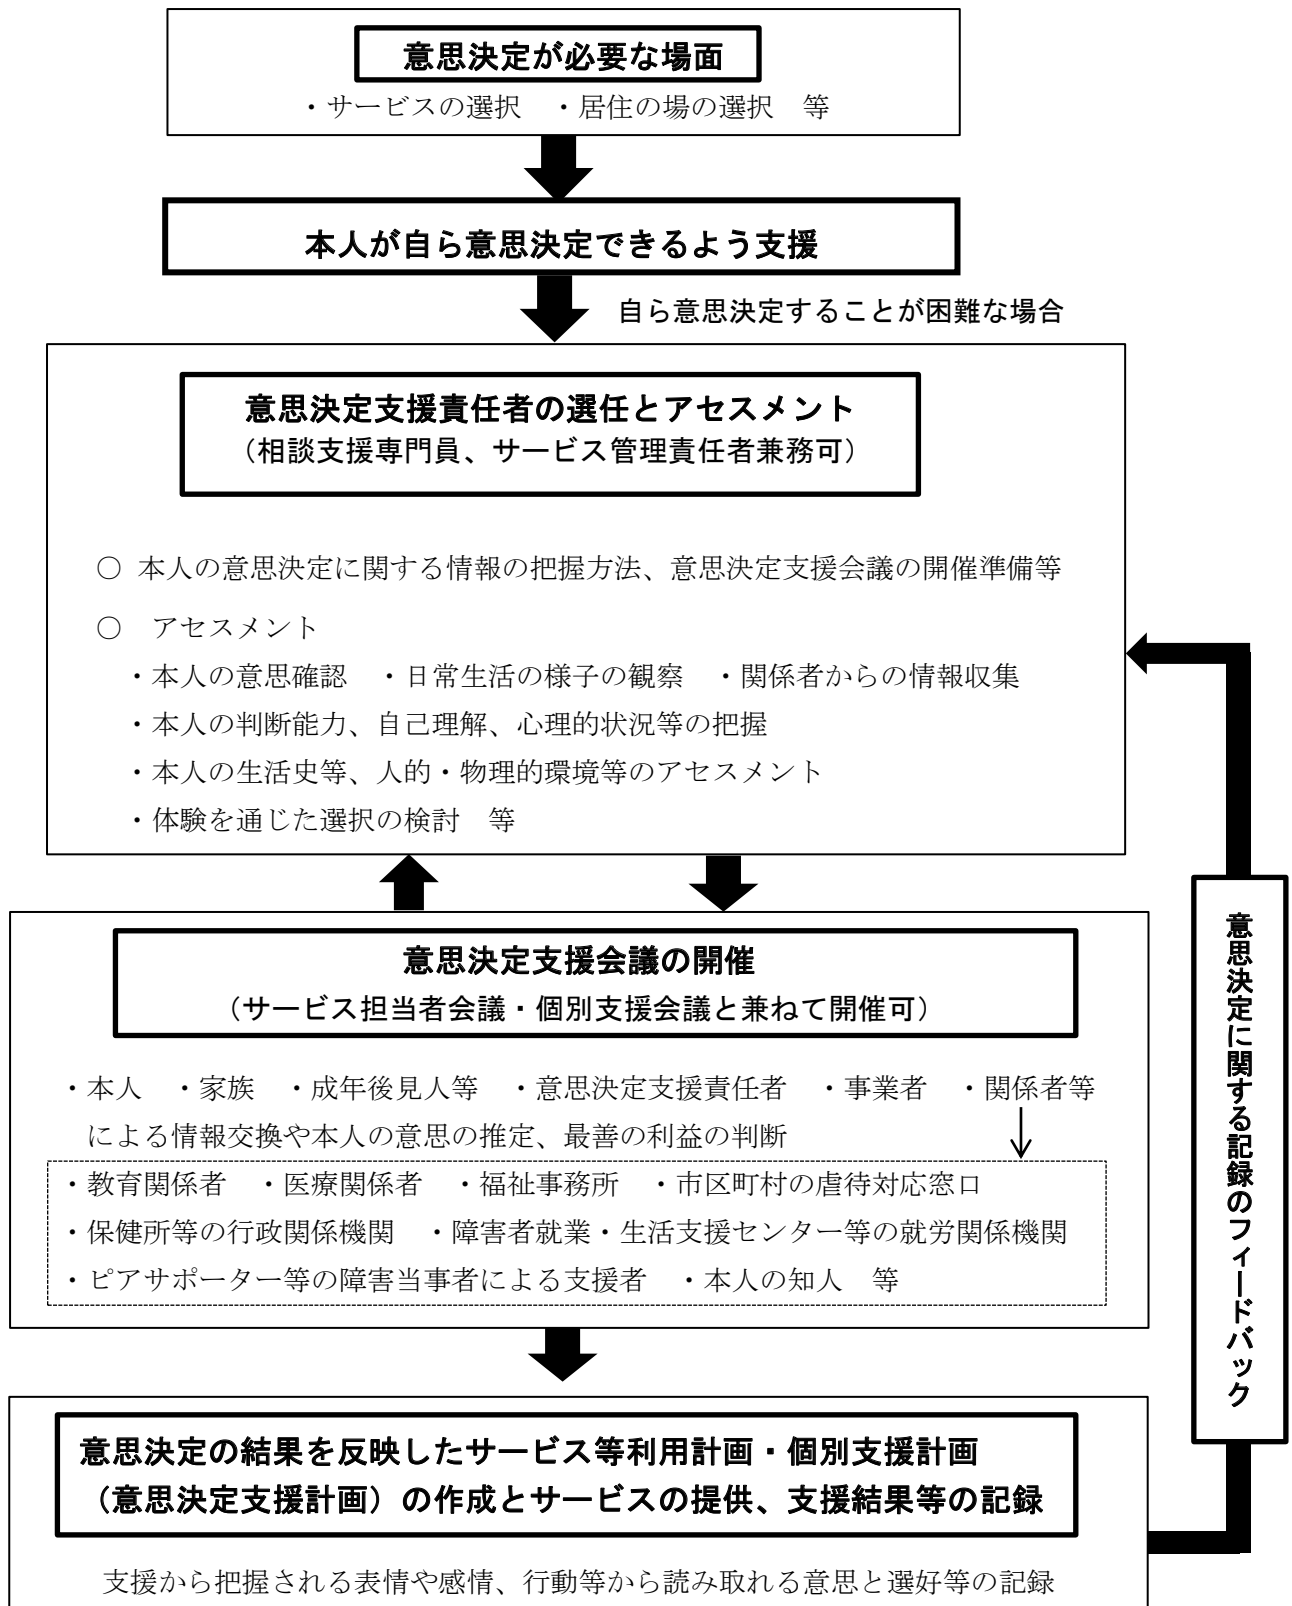 意思決定が必要な場面
・サービスの選択　・居住の場の選択　等
本人が自ら意思決定できるよう支援
自ら意思決定することが困難な場合
意思決定支援責任者の選任とアセスメント
（相談支援専門員、サービス管理責任者兼務可）
○ 本人の意思決定に関する情報の把握方法、意思決定支援会議の開催準備等
○　アセスメント
・本人の意思確認　・日常生活の様子の観察　・関係者からの情報収集
・本人の判断能力、自己理解、心理的状況等の把握
・本人の生活史等、人的・物理的環境等のアセスメント
・体験を通じた選択の検討　等
意思決定支援会議の開催
（サービス担当者会議・個別支援会議と兼ねて開催可）
・本人　・家族　・成年後見人等　・意思決定支援責任者　・事業者　・関係者等
による情報交換や本人の意思の推定、最善の利益の判断
・教育関係者　・医療関係者　・福祉事務所　・市区町村の虐待対応窓口
・保健所等の行政関係機関　・障害者就業・生活支援センター等の就労関係機関
・ピアサポーター等の障害当事者による支援者　・本人の知人　等
意思決定の結果を反映したサービス等利用計画・個別支援計画
（意思決定支援計画）の作成とサービスの提供、支援結果等の記録
支援から把握される表情や感情、行動等から読み取れる意思と選好等の記録
意思決定に関する記録のフィードバック